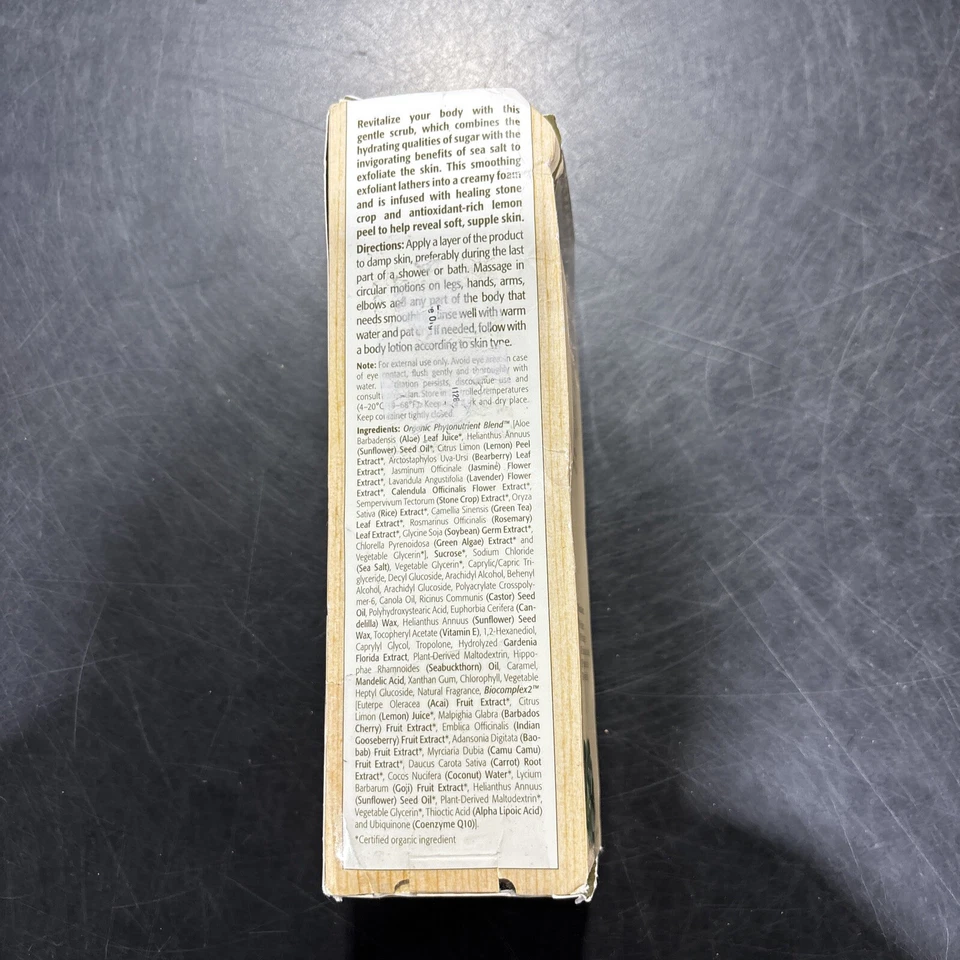 Revitalize your body with this
gentle scrub, which combines the
hydrating qualities of sugar with the
invigorating benefits of sea salt to
exfoliate the skin. This smoothing
exfoliant lathers into a creamy foam
and is infused with healing stone
crop and antioxidant-rich lemon
peel to help reveal soft, supple skin.
Directions: Apply a layer of the product
to damp skin, preferably during the last
part of a shower or bath. Massage in
circular motions on legs, hands, arms,
elbows and any part of the body that
needs well with warm
water and pat if needed, follow with
a body lotion according to skin type.
Note: For external use only. Avoid eye in case
of eye contact, flush gently and thoroughly with
water. persists, discontinue use and
consult Store in temperatures
(4–20°C Keep and dry place.
Keep container tightly closed.
Ingredients: Organic Phytonutrient Blend™ [Aloe
Barbadensis (Aloe) Leaf Juice*, Helianthus Annuus
(Sunflower) Seed Oil*, Citrus Limon (Lemon) Peel
Extract*, Arctostaphylos Uva-Ursi (Bearberry) Leaf
Extract*, Jasminum Officinale (Jasmine) Flower
Extract*, Lavandula Angustifolia (Lavender) Flower
Extract*, Calendula Officinalis Flower Extract*,
Sempervivum Tectorum (Stone Crop) Extract*, Oryza
Sativa (Rice) Extract*, Camellia Sinensis (Green Tea)
Leaf Extract*, Rosmarinus Officinalis (Rosemary)
Leaf Extract*, Glycine Soja (Soybean) Germ Extract*,
Chlorella Pyrenoidosa (Green Algae) Extract* and
Vegetable Glycerin*], Sucrose*, Sodium Chloride
(Sea Salt), Vegetable Glycerin*, Caprylic/Capric Tri-
glyceride, Decyl Glucoside, Arachidyl Alcohol, Behenyl
Alcohol, Arachidyl Glucoside, Polyacrylate Crosspoly-
mer-6, Canola Oil, Ricinus Communis (Castor) Seed
Oil, Polyhydroxystearic Acid, Euphorbia Cerifera (Can-
delilla) Wax, Helianthus Annuus (Sunflower) Seed
Wax, Tocopheryl Acetate (Vitamin E), 1,2-Hexanediol,
Caprylyl Glycol, Tropolone, Hydrolyzed Gardenia
Florida Extract, Plant-Derived Maltodextrin, Hippo-
phae Rhamnoides (Seabuckthorn) Oil, Caramel,
Mandelic Acid, Xanthan Gum, Chlorophyll, Vegetable
Heptyl Glucoside, Natural Fragrance, Biocomplex2™
[Euterpe Oleracea (Acai) Fruit Extract*, Citrus
Limon (Lemon) Juice*, Malpighia Glabra (Barbados
Cherry) Fruit Extract*, Emblica Officinalis (Indian
Gooseberry) Fruit Extract*, Adansonia Digitata (Bao-
bab) Fruit Extract*, Myrciaria Dubia (Camu Camu)
Fruit Extract*, Daucus Carota Sativa (Carrot) Root
Extract*, Cocos Nucifera (Coconut) Water*, Lycium
Barbarum (Goji) Fruit Extract*, Helianthus Annuus
(Sunflower) Seed Oil*, Plant-Derived Maltodextrin*,
Vegetable Glycerin*, Thioctic Acid (Alpha Lipoic Acid)
and Ubiquinone (Coenzyme Q10)].
*Certified organic ingredient